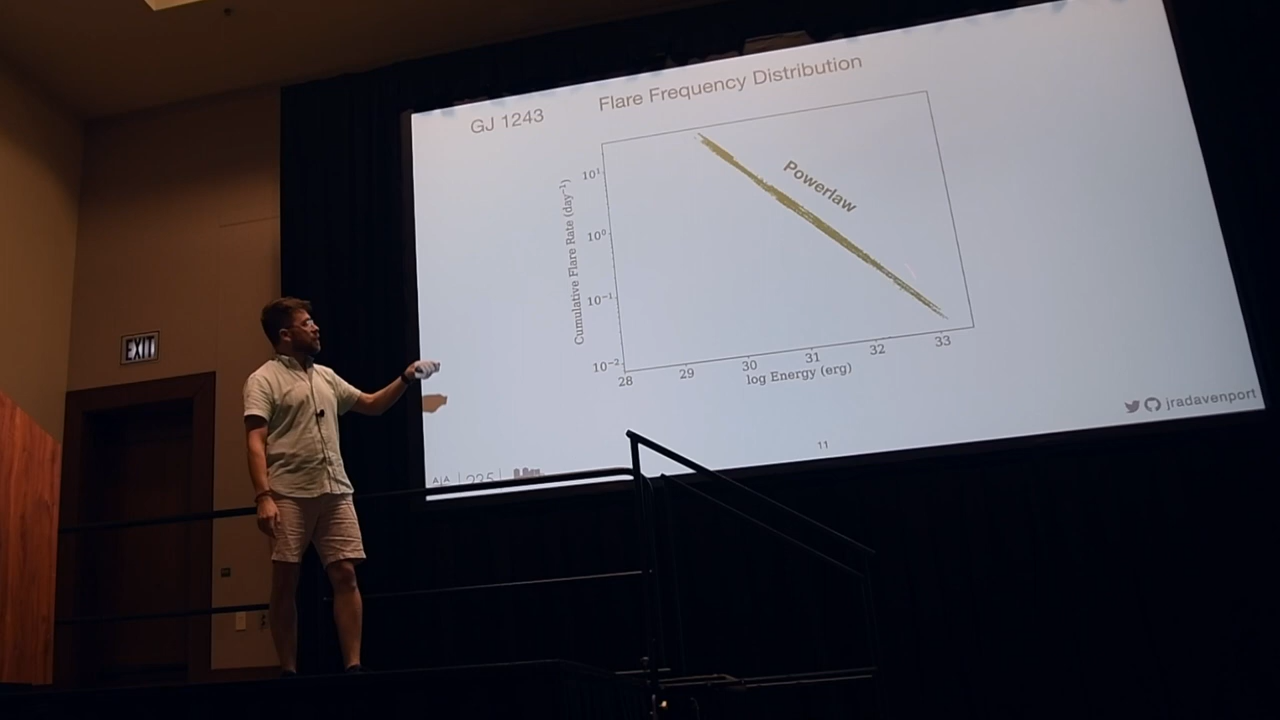 Flare Frequency Distribution
GJ 1243
Powerlaw
Cumulative Flare Rate (day⁻¹)
10¹
10⁰
10⁻¹
10⁻²
28 29 30 31 32 33
log Energy (erg)
EXIT
jradavenport
11